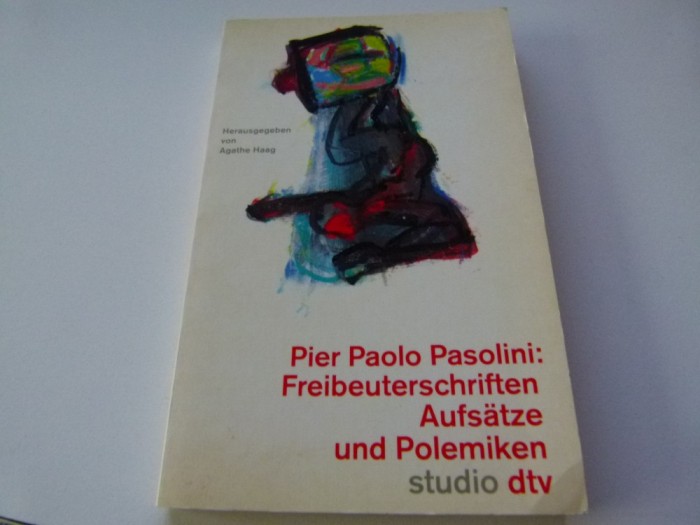 Herausgegeben
von
Agathe Haag
Pier Paolo Pasolini:
Freibeuterschriften
Aufsätze
und Polemiken
studio dtv